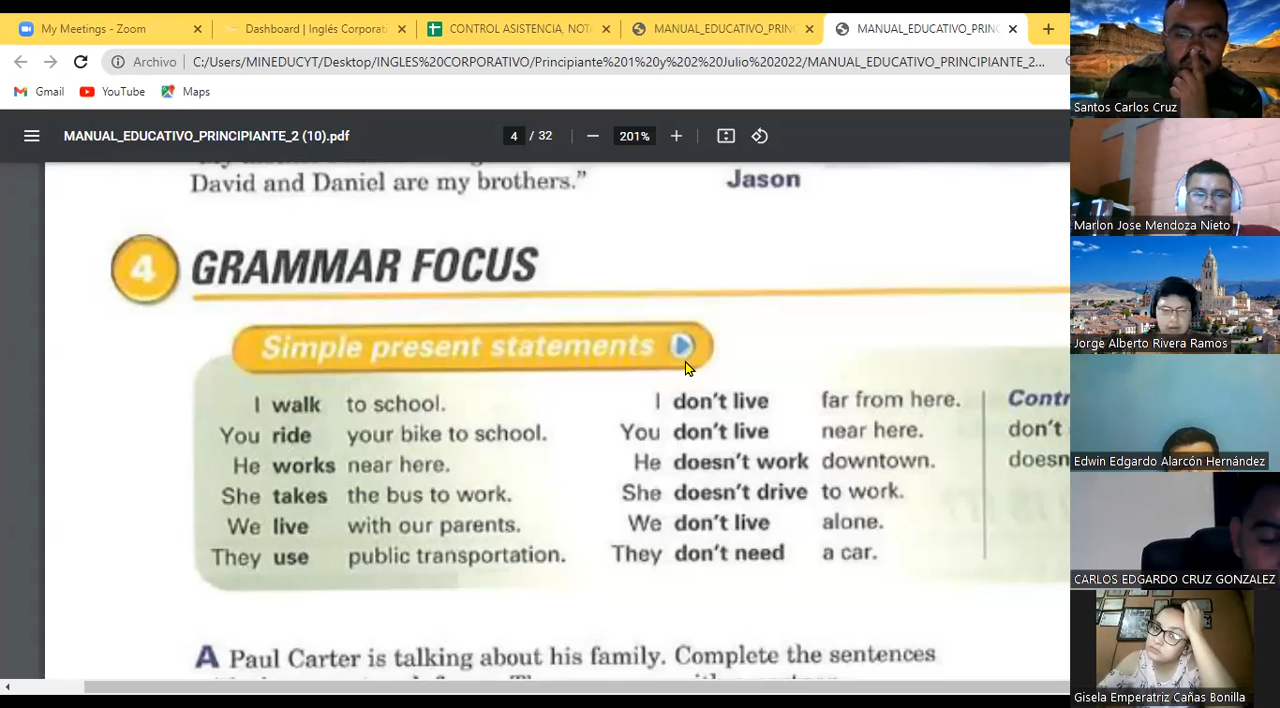 My Meetings - Zoom
Dashboard | Inglés Corporati
CONTROL ASISTENCIA, NOT
MANUAL_EDUCATIVO_PRIN
MANUAL_EDUCATIVO_PRIN
Archivo
C:/Users/MINEDUCYT/Desktop/INGLES%20CORPORATIVO/Principiante%201%20y%202%20Julio%202022/MANUAL_EDUCATIVO_PRINCIPIANTE_2...
Gmail
YouTube
Maps
MANUAL_EDUCATIVO_PRINCIPIANTE_2 (10).pdf
4 / 32
201%
David and Daniel are my brothers.”
Jason
4 GRAMMAR FOCUS
Simple present statements
I walk to school.
You ride your bike to school.
He works near here.
She takes the bus to work.
We live with our parents.
They use public transportation.
I don't live far from here.
You don't live near here.
He doesn't work downtown.
She doesn't drive to work.
We don't live alone.
They don't need a car.
Contr
don't
doesn
A Paul Carter is talking about his family. Complete the sentences
Santos Carlos Cruz
Marlon Jose Mendoza Nieto
Jorge Alberto Rivera Ramos
Edwin Edgardo Alarcón Hernández
CARLOS EDGARDO CRUZ GONZALEZ
Gisela Emperatriz Cañas Bonilla